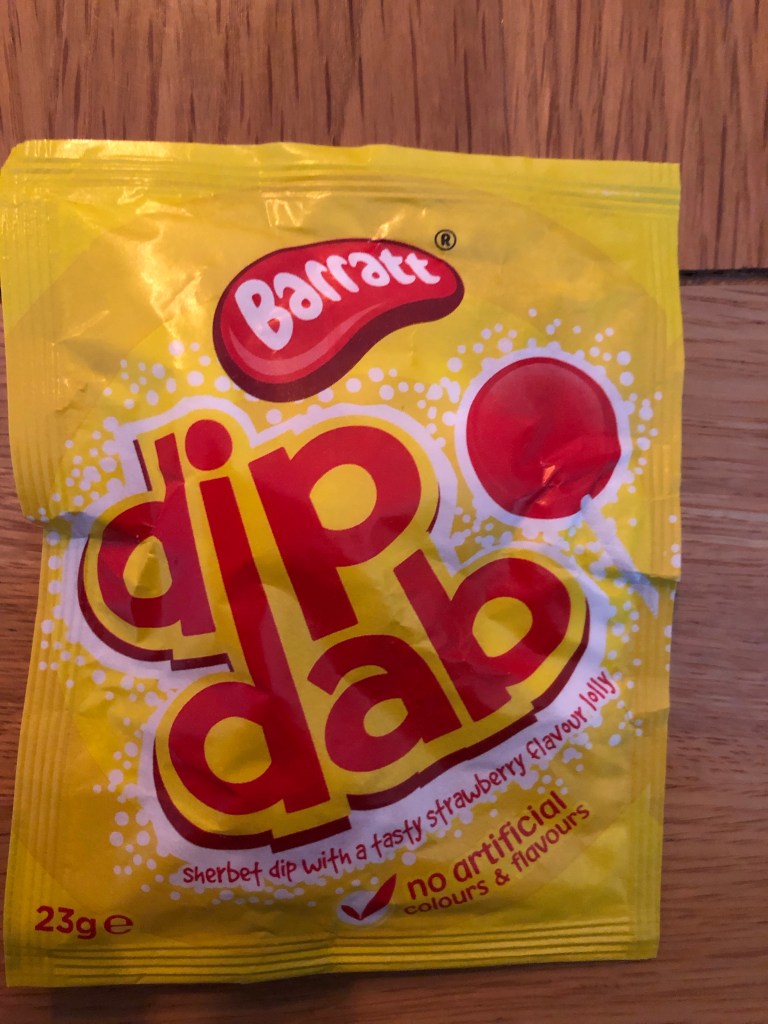 Barratt®
dip
dab
sherbet dip with a tasty strawberry flavour lolly
no artificial
colours & flavours
23g e